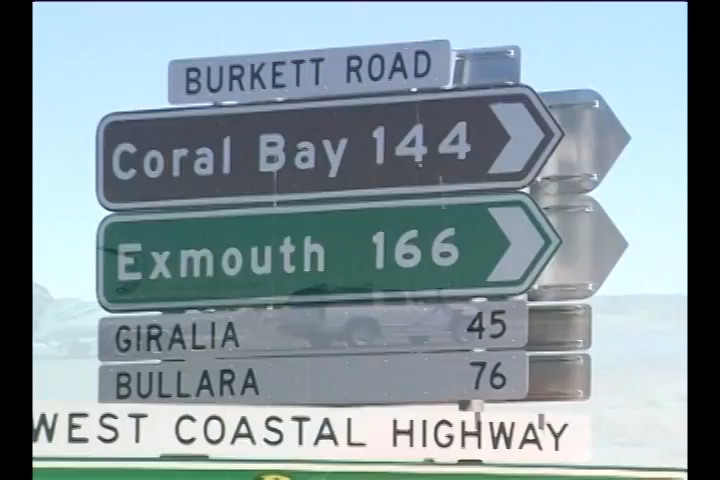 BURKETT ROAD
Coral Bay 144
Exmouth 166
GIRALIA 45
BULLARA 76
WEST COASTAL HIGHWAY